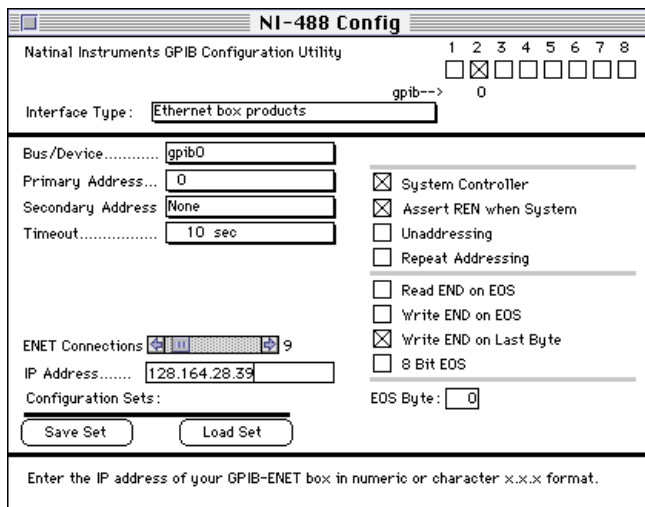 NI-488 Config
Natinal Instruments GPIB Configuration Utility
1 2 3 4 5 6 7 8
gpib--> 0
Interface Type: Ethernet box products
Bus/Device........... gpib0
Primary Address... 0
Secondary Address None
Timeout................ 10 sec
System Controller
Assert REN when System
Unaddressing
Repeat Addressing
Read END on EOS
Write END on EOS
Write END on Last Byte
8 Bit EOS
ENET Connections 9
IP Address....... 128.164.28.39
Configuration Sets:
EOS Byte: 0
Save Set Load Set
Enter the IP address of your GPIB-ENET box in numeric or character x.x.x format.